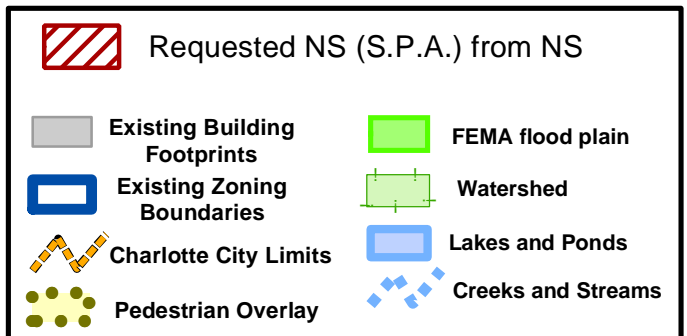 Requested NS (S.P.A.) from NS
Existing Building
Footprints
Existing Zoning
Boundaries
Charlotte City Limits
Pedestrian Overlay
FEMA flood plain
Watershed
Lakes and Ponds
Creeks and Streams